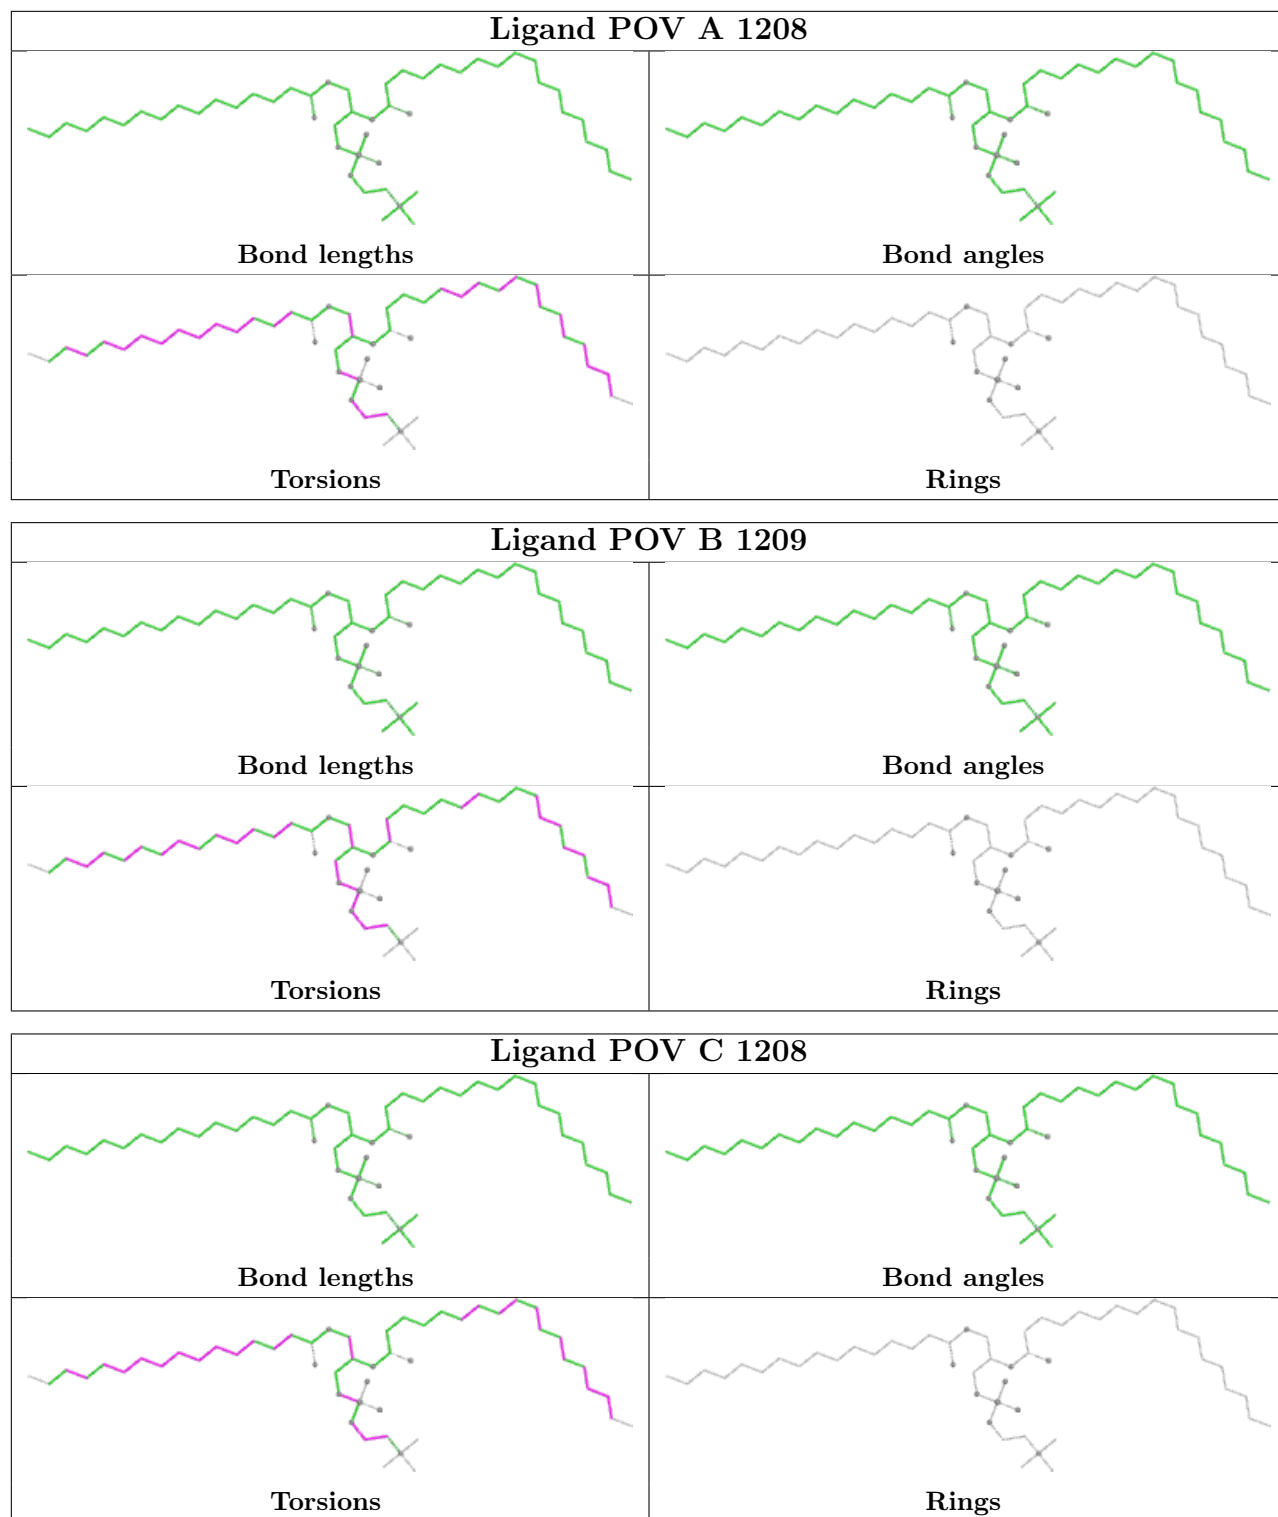 Ligand POV A 1208
Bond lengths
Bond angles
Torsions
Rings
Ligand POV B 1209
Bond lengths
Bond angles
Torsions
Rings
Ligand POV C 1208
Bond lengths
Bond angles
Torsions
Rings